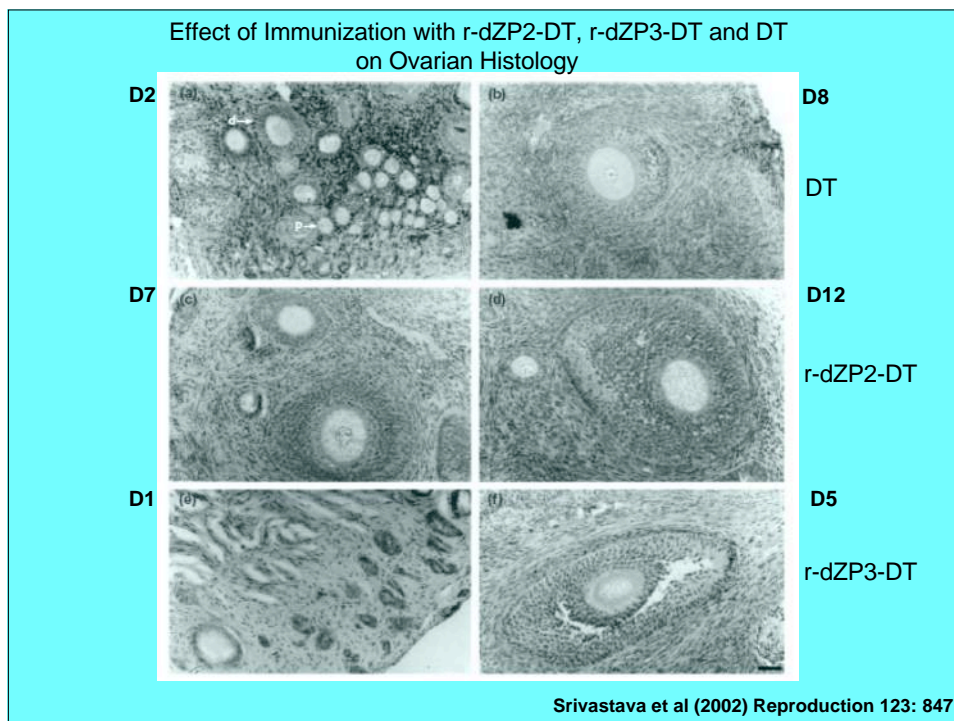 Effect of Immunization with r-dZP2-DT, r-dZP3-DT and DT
on Ovarian Histology
D2
(a)
d
p
(b)
D8
DT
D7
(c)
(d)
D12
r-dZP2-DT
D1
(e)
(f)
D5
r-dZP3-DT
Srivastava et al (2002) Reproduction 123: 847